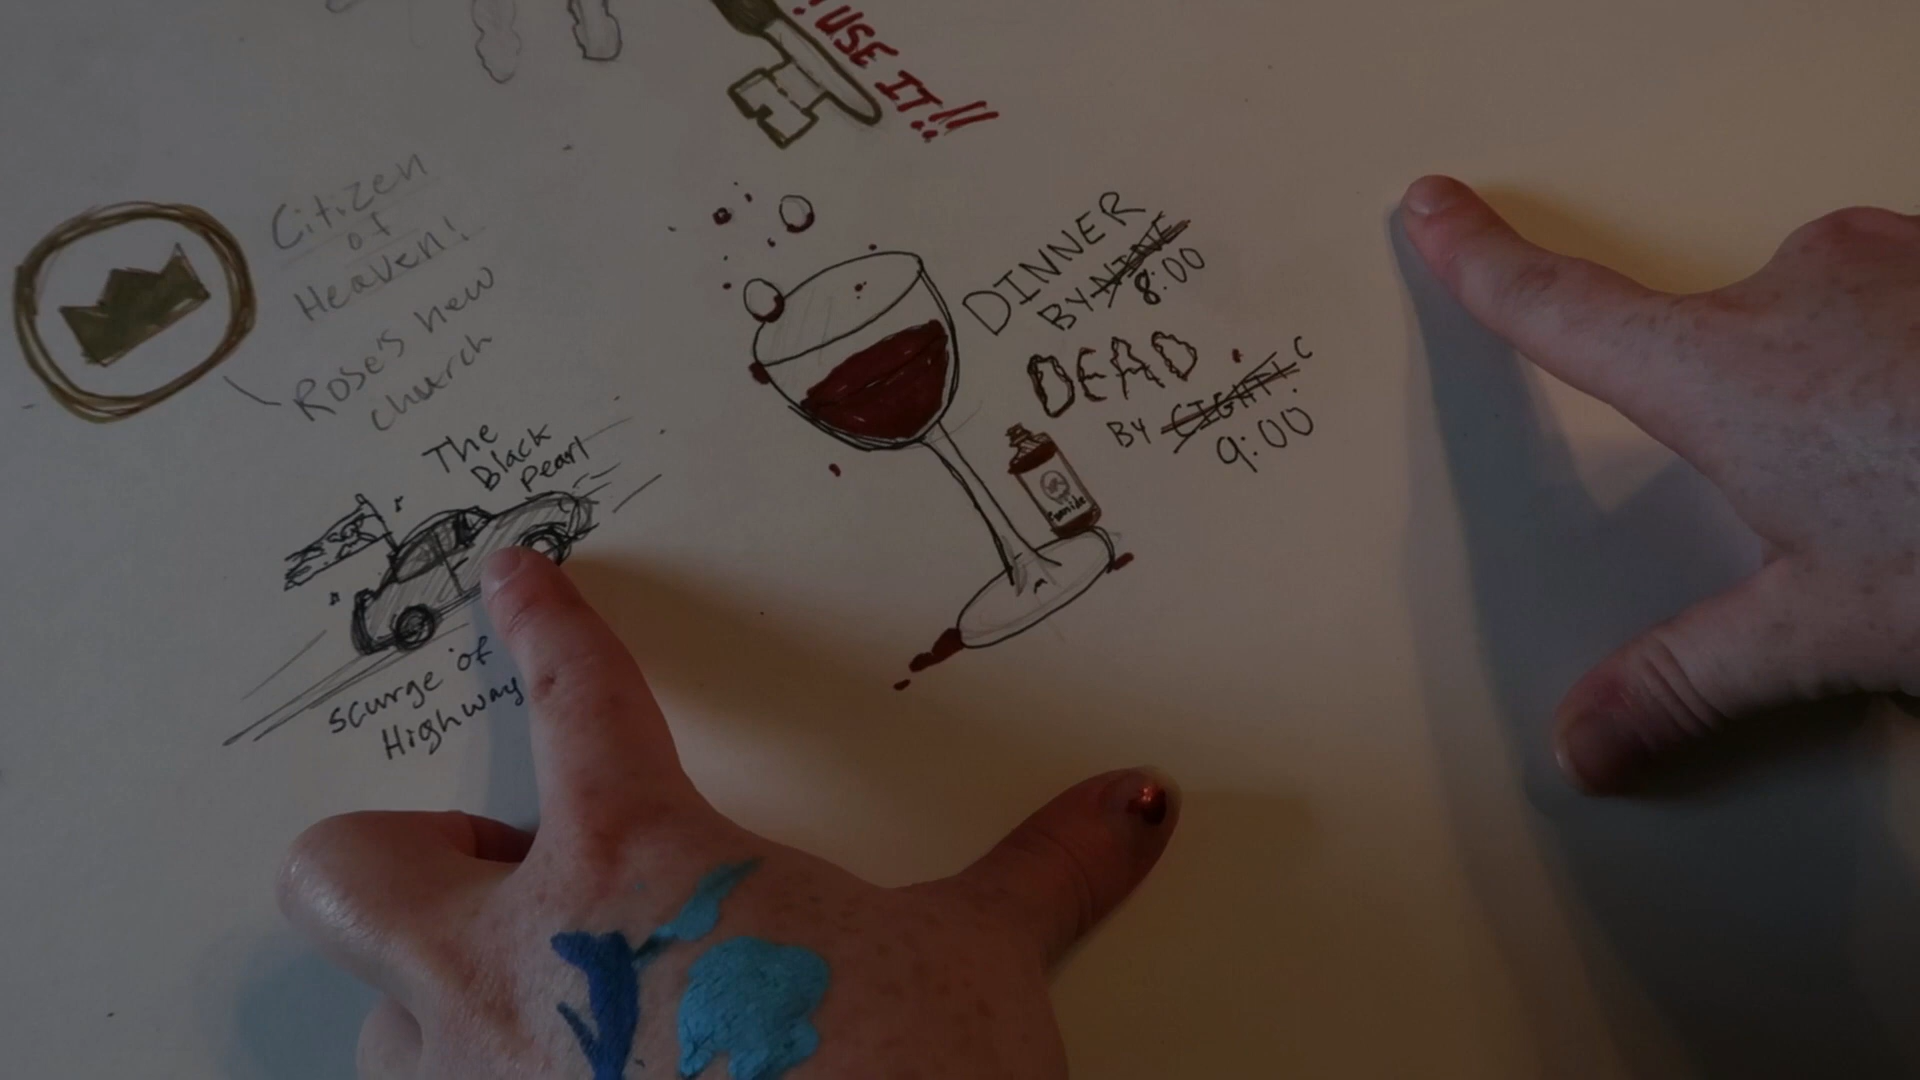 ! USE IT!!
Citizen
of
Heaven!
Rose's new
church
The
Black
Pearl
scurge of
Highway
DINNER
BY NINE
8:00
DEAD
BY EIGHT
9:00